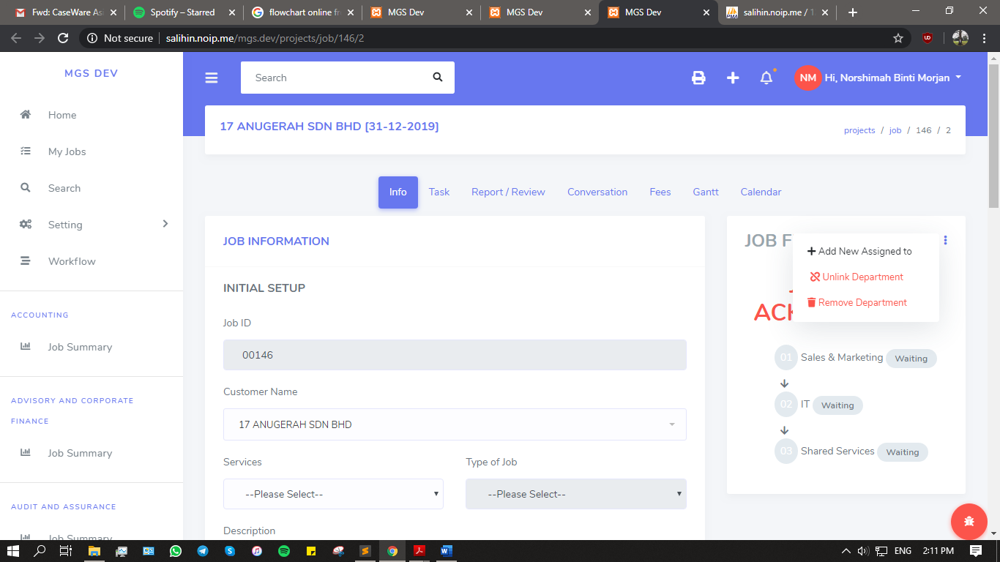 Fwd: CaseWare As
Spotify – Starred
flowchart online fr
MGS Dev
MGS Dev
MGS Dev
salihin.noip.me / 1
Not secure
salihin.noip.me/mgs.dev/projects/job/146/2
MGS DEV
Search
NM
Hi, Norshimah Binti Morjan
Home
My Jobs
Search
Setting
Workflow
ACCOUNTING
Job Summary
ADVISORY AND CORPORATE
FINANCE
Job Summary
AUDIT AND ASSURANCE
Job Summary
17 ANUGERAH SDN BHD [31-12-2019]
projects / job / 146 / 2
Info
Task
Report / Review
Conversation
Fees
Gantt
Calendar
JOB INFORMATION
INITIAL SETUP
Job ID
00146
Customer Name
17 ANUGERAH SDN BHD
Services
Type of Job
--Please Select--
--Please Select--
Description
JOB F
Add New Assigned to
Unlink Department
Remove Department
ACK
01 Sales & Marketing Waiting
02 IT Waiting
03 Shared Services Waiting
ENG
2:11 PM